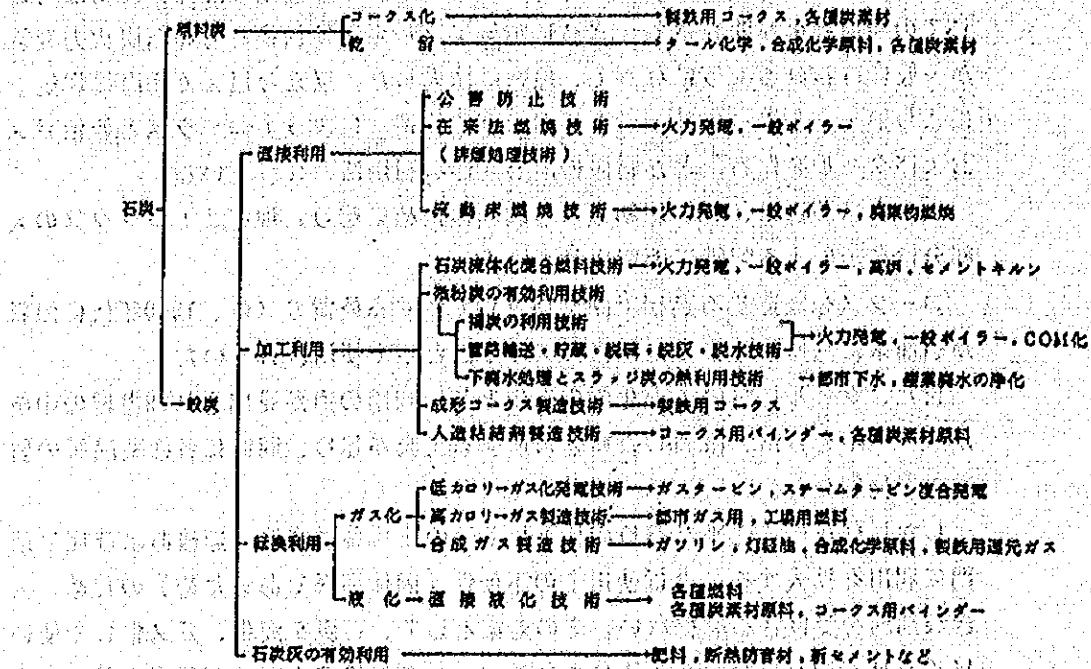 石炭
原料炭
コークス化 → 製鉄用コークス，各種炭素材
乾留 → タール化学，合成化学原料，各種炭素材
一般炭
直接利用
公害防止技術
在来法燃焼技術 → 火力発電，一般ボイラー
（排煙処理技術）
流動床燃焼技術 → 火力発電，一般ボイラー，廃棄物燃焼
加工利用
石炭流体化混合燃料技術 → 火力発電，一般ボイラー，高炉，セメントキルン
微粉炭の有効利用技術
揚炭の利用技術
管路輸送・貯蔵・脱硫・脱灰・脱水技術 → 火力発電，一般ボイラー，COM化
下廃水処理とスラッジ炭の熱利用技術 → 都市下水，産業廃水の浄化
成形コークス製造技術 → 製鉄用コークス
人造粘結剤製造技術 → コークス用バインダー，各種炭素材原料
転換利用
ガス化
低カロリーガス化発電技術 → ガスタービン，スチームタービン複合発電
高カロリーガス製造技術 → 都市ガス用，工場用燃料
合成ガス製造技術 → ガソリン，灯軽油，合成化学原料，製鉄用還元ガス
液化 → 直接液化技術 → 各種燃料
各種炭素材原料，コークス用バインダー
石炭灰の有効利用 → 肥料，断熱防音材，新セメントなど